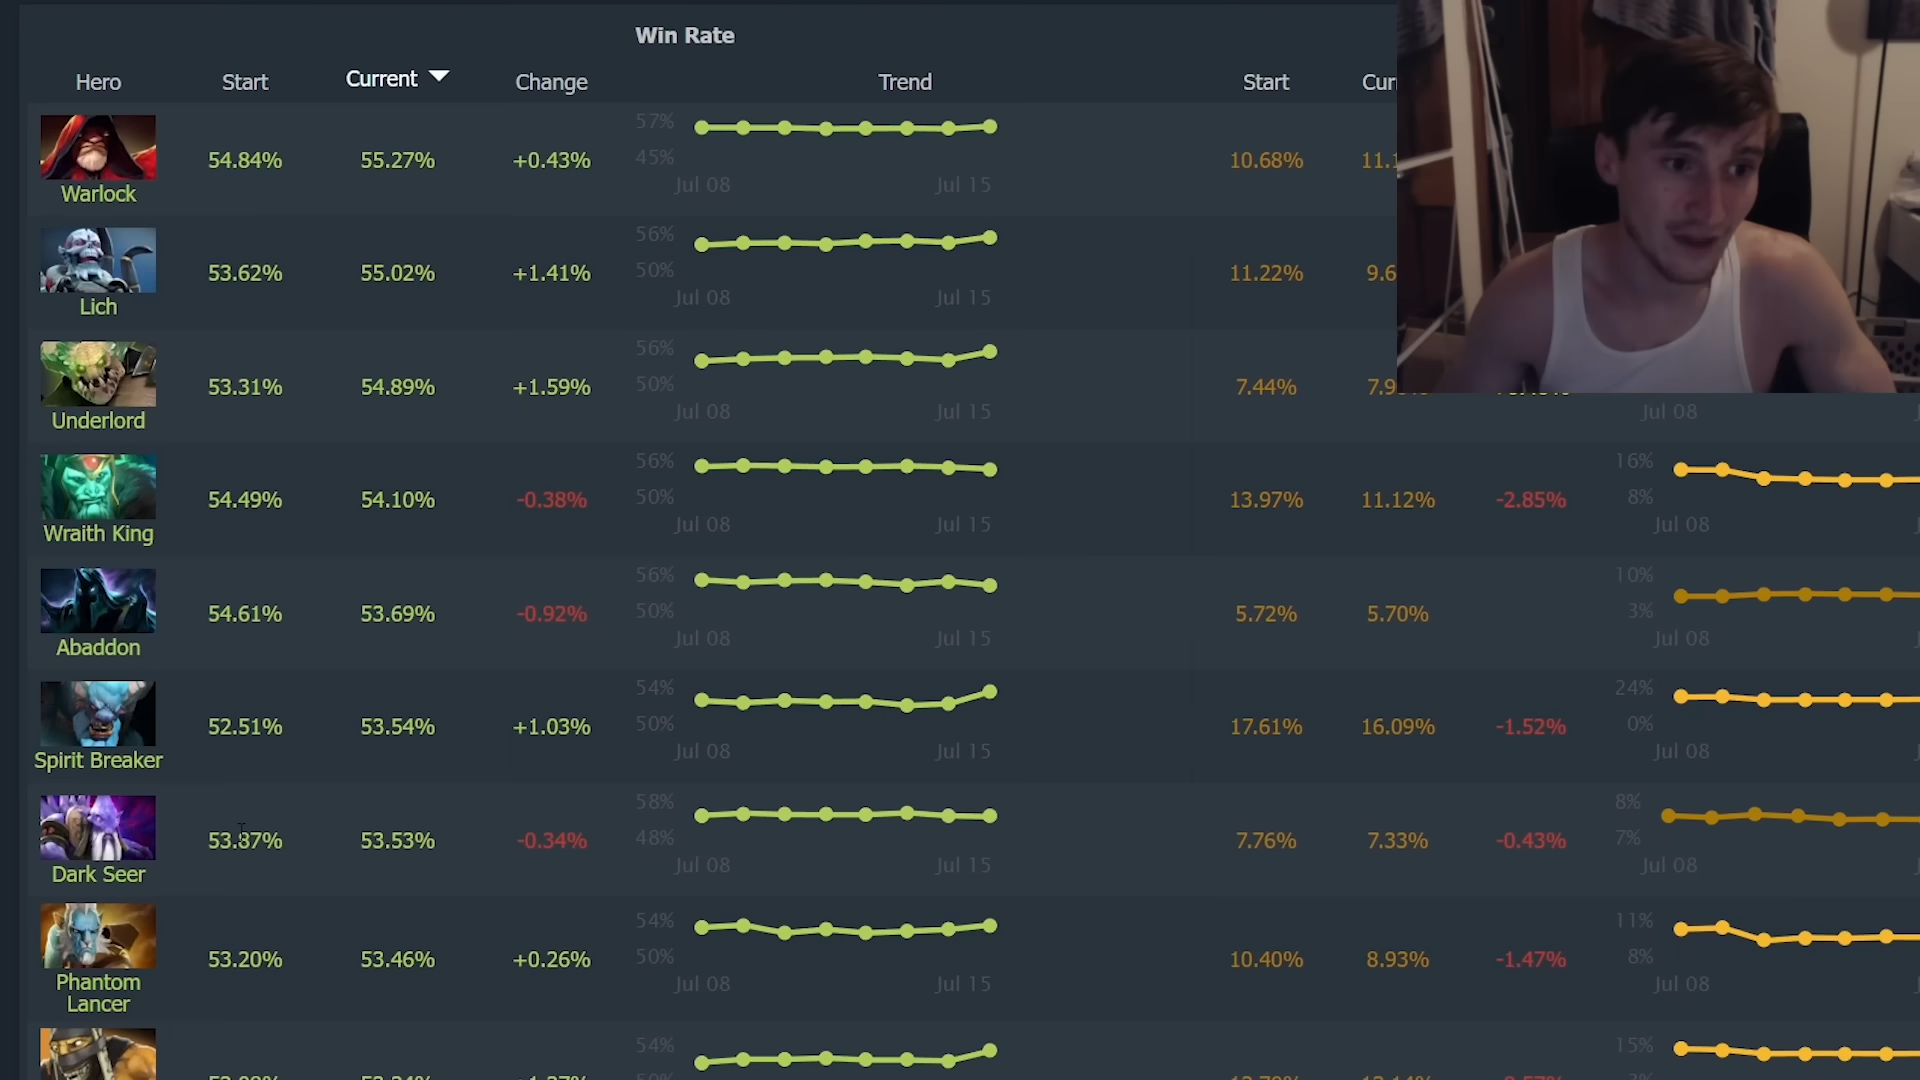 Win Rate
Hero Start Current Change Trend Start Cur
57%
54.84% 55.27% +0.43% 45% 10.68% 11.1
Jul 08 Jul 15
Warlock
56%
53.62% 55.02% +1.41% 50% 11.22% 9.6
Jul 08 Jul 15
Lich
56%
53.31% 54.89% +1.59% 50% 7.44% 7.9
Jul 08 Jul 15 Jul 08
Underlord
56% 16%
54.49% 54.10% -0.38% 50% 13.97% 11.12% -2.85% 8%
Jul 08 Jul 15 Jul 08
Wraith King
56% 10%
54.61% 53.69% -0.92% 50% 5.72% 5.70% 3%
Jul 08 Jul 15 Jul 08
Abaddon
54% 24%
52.51% 53.54% +1.03% 50% 17.61% 16.09% -1.52% 0%
Jul 08 Jul 15 Jul 08
Spirit Breaker
58% 8%
53.87% 53.53% -0.34% 48% 7.76% 7.33% -0.43% 7%
Jul 08 Jul 15 Jul 08
Dark Seer
54% 11%
53.20% 53.46% +0.26% 50% 10.40% 8.93% -1.47% 8%
Jul 08 Jul 15 Jul 08
Phantom
Lancer
54% 15%